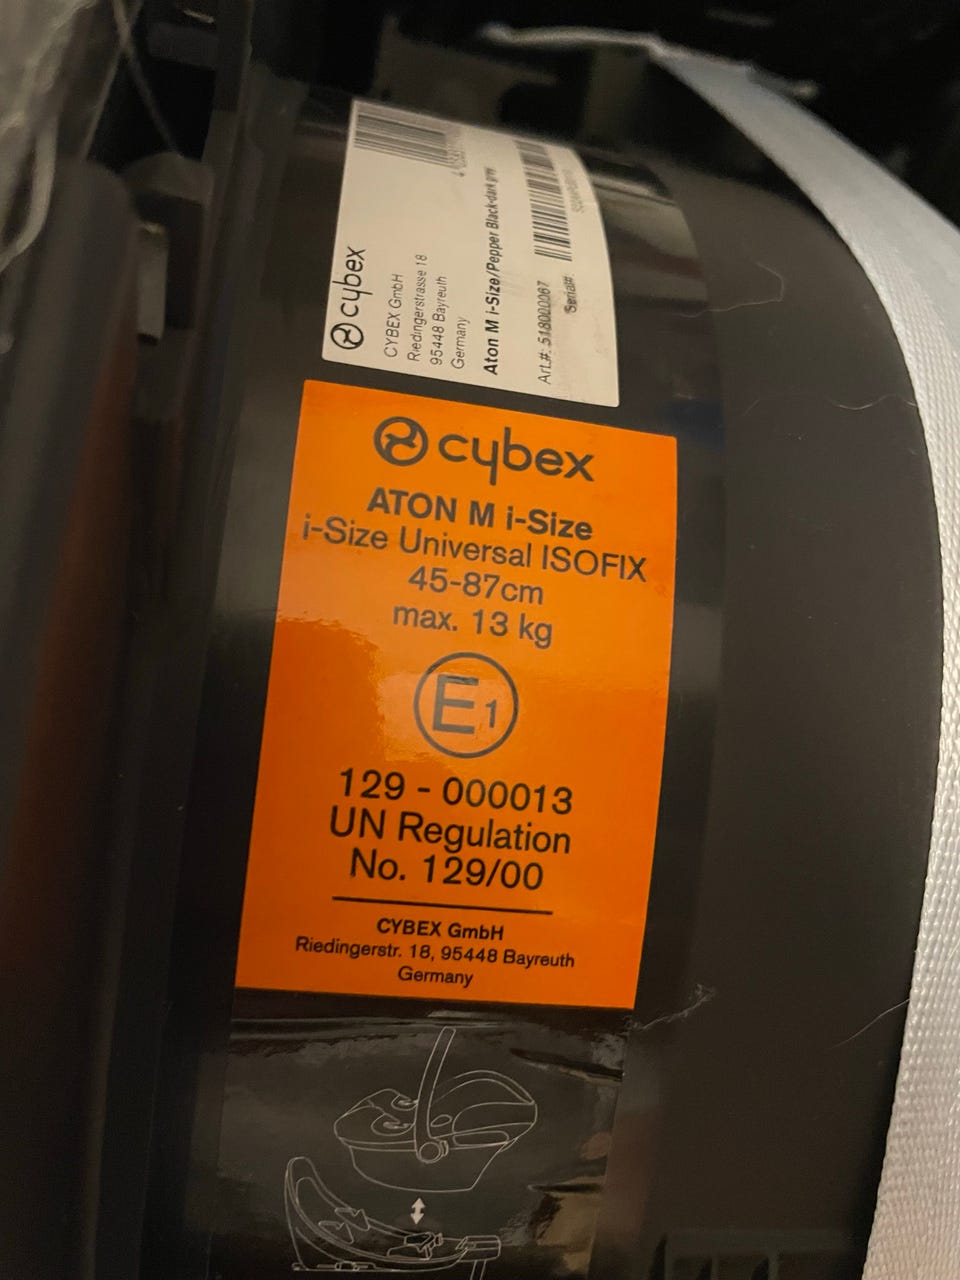 cybex
CYBEX GmbH
Riedingerstrasse 18
95448 Bayreuth
Germany
Aton M i-Size/Pepper Black-dark grey
Art.#: 518000067
Serial#:
cybex
ATON M i-Size
i-Size Universal ISOFIX
45-87cm
max. 13 kg
E1
129 - 000013
UN Regulation
No. 129/00
CYBEX GmbH
Riedingerstr. 18, 95448 Bayreuth
Germany